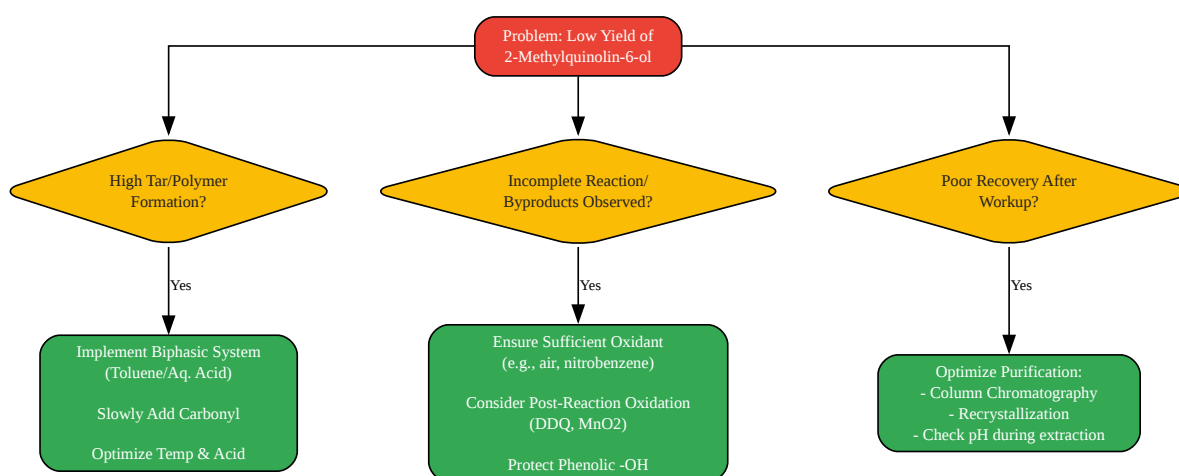 Problem: Low Yield of
2-Methylquinolin-6-ol
High Tar/Polymer
Formation?
Incomplete Reaction/
Byproducts Observed?
Poor Recovery After
Workup?
Yes
Yes
Yes
Implement Biphasic System
(Toluene/Aq. Acid)
Slowly Add Carbonyl
Optimize Temp & Acid
Ensure Sufficient Oxidant
(e.g., air, nitrobenzene)
Consider Post-Reaction Oxidation
(DDQ, MnO2)
Protect Phenolic -OH
Optimize Purification:
- Column Chromatography
- Recrystallization
- Check pH during extraction